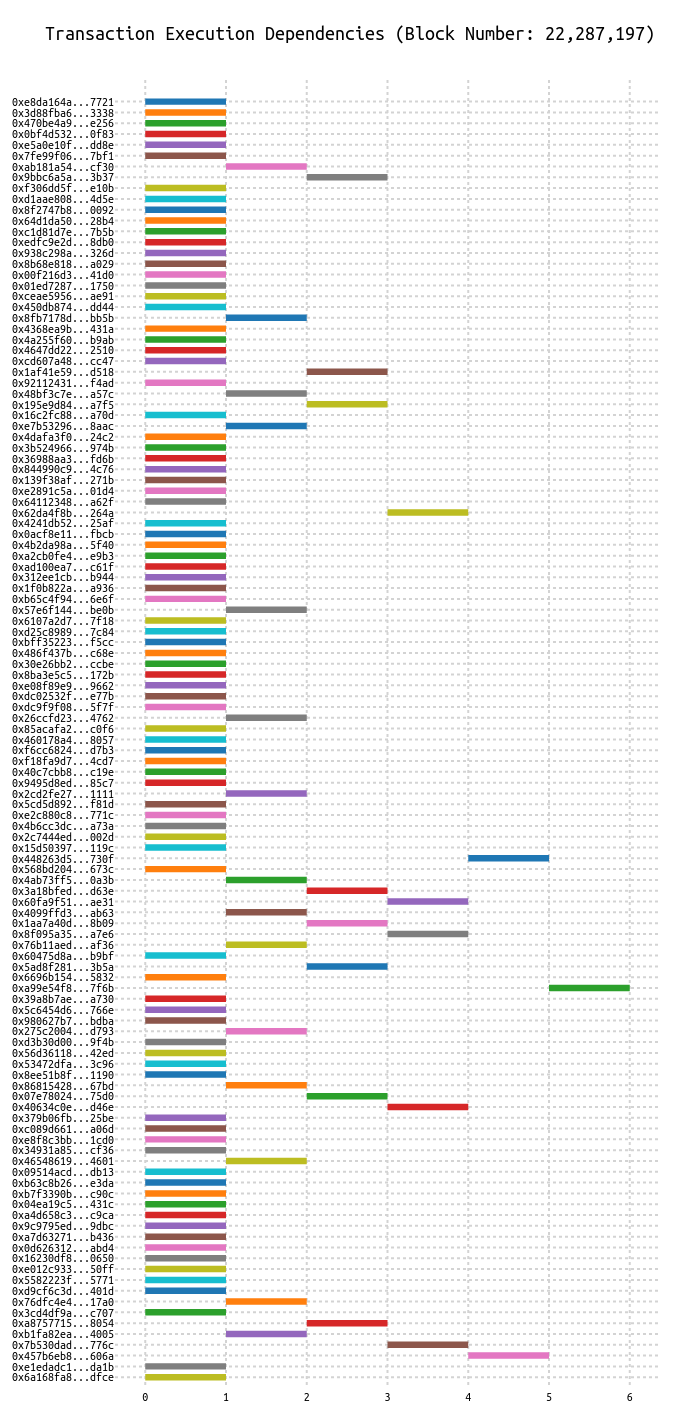 Transaction Execution Dependencies (Block Number: 22,287,197)
0xe8da164a...7721
0x3d88fba6...3338
0x470be4a9...e256
0x0bf4d532...0f83
0xe5a0e10f...dd8e
0x7fe99f06...7bf1
0xab181a54...cf30
0x9bbc6a5a...3b37
0xf306dd5f...e10b
0xd1aae808...4d5e
0x8f2747b8...0092
0x64d1da50...28b4
0xc1d81d7e...7b5b
0xedfc9e2d...8db0
0x938c298a...326d
0x8b68e818...a029
0x00f216d3...41d0
0x01ed7287...1750
0xceae5956...ae91
0x450db874...dd44
0x8fb7178d...bb5b
0x4368ea9b...431a
0x4a255f60...b9ab
0x4647dd22...2510
0xcd607a48...cc47
0x1af41e59...d518
0x92112431...f4ad
0x48bf3c7e...a57c
0x195e9d84...a7f5
0x16c2fc88...a70d
0xe7b53296...8aac
0x4dafa3f0...24c2
0x3b524966...974b
0x36988aa3...fd6b
0x844990c9...4c76
0x139f38af...271b
0xe2891c5a...01d4
0x64112348...a62f
0x62da4f8b...264a
0x4241db52...25af
0x0acf8e11...fbcb
0x4b2da98a...5f40
0xa2cb0fe4...e9b3
0xad100ea7...c61f
0x312ee1cb...b944
0x1f0b822a...a936
0xb65c4f94...6e6f
0x57e6f144...be0b
0x6107a2d7...7f18
0xd25c8989...7c84
0xbff35223...f5cc
0x486f437b...c68e
0x30e26bb2...ccbe
0x8ba3e5c5...172b
0xe08f89e9...9662
0xdc02532f...e77b
0xdc9f9f08...5f7f
0x26ccfd23...4762
0x85acafa2...c0f6
0x460178a4...8057
0xf6cc6824...d7b3
0xf18fa9d7...4cd7
0x40c7cbb8...c19e
0x9495d8ed...85c7
0x2cd2fe27...1111
0x5cd5d892...f81d
0xe2c880c8...771c
0x4b6cc3dc...a73a
0x2c7444ed...002d
0x15d50397...119c
0x448263d5...730f
0x568bd204...673c
0x4ab73ff5...0a3b
0x3a18bfed...d63e
0x60fa9f51...ae31
0x4099ffd3...ab63
0x1aa7a40d...8b09
0x8f095a35...a7e6
0x76b11aed...af36
0x60475d8a...b9bf
0x5ad8f281...3b5a
0x6696b154...5832
0xa99e54f8...7f6b
0x39a8b7ae...a730
0x5c6454d6...766e
0x980627b7...bdba
0x275c2004...d793
0xd3b30d00...9f4b
0x56d36118...42ed
0x53472dfa...3c96
0x8ee51b8f...1190
0x86815428...67bd
0x07e78024...75d0
0x40634c0e...d46e
0x379b06fb...25be
0xc089d661...a06d
0xe8f8c3bb...1cd0
0x34931a85...cf36
0x46548619...4601
0x09514acd...db13
0xb63c8b26...e3da
0xb7f3390b...c90c
0x04ea19c5...431c
0xa4d658c3...c9ca
0x9c9795ed...9dbc
0xa7d63271...b436
0x0d626312...abd4
0x16230df8...0650
0xe012c933...50ff
0x5582223f...5771
0xd9cf6c3d...401d
0x76dfc4e4...17a0
0x3cd4df9a...c707
0xa8757715...8054
0xb1fa82ea...4005
0x7b530dad...776c
0x457b6eb8...606a
0xe1edadc1...da1b
0x6a168fa8...dfce
0 1 2 3 4 5 6